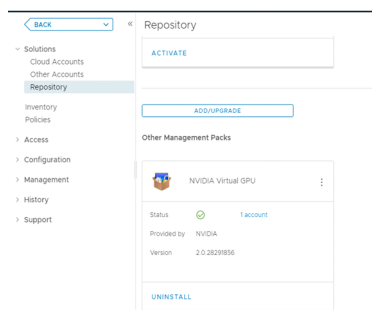 BACK
Repository
Solutions
Cloud Accounts
Other Accounts
Repository
Inventory
Policies
Access
Configuration
Management
History
Support
ACTIVATE
ADD/UPGRADE
Other Management Packs
NVIDIA Virtual GPU
Status 1 account
Provided by NVIDIA
Version 2.0.28291856
UNINSTALL